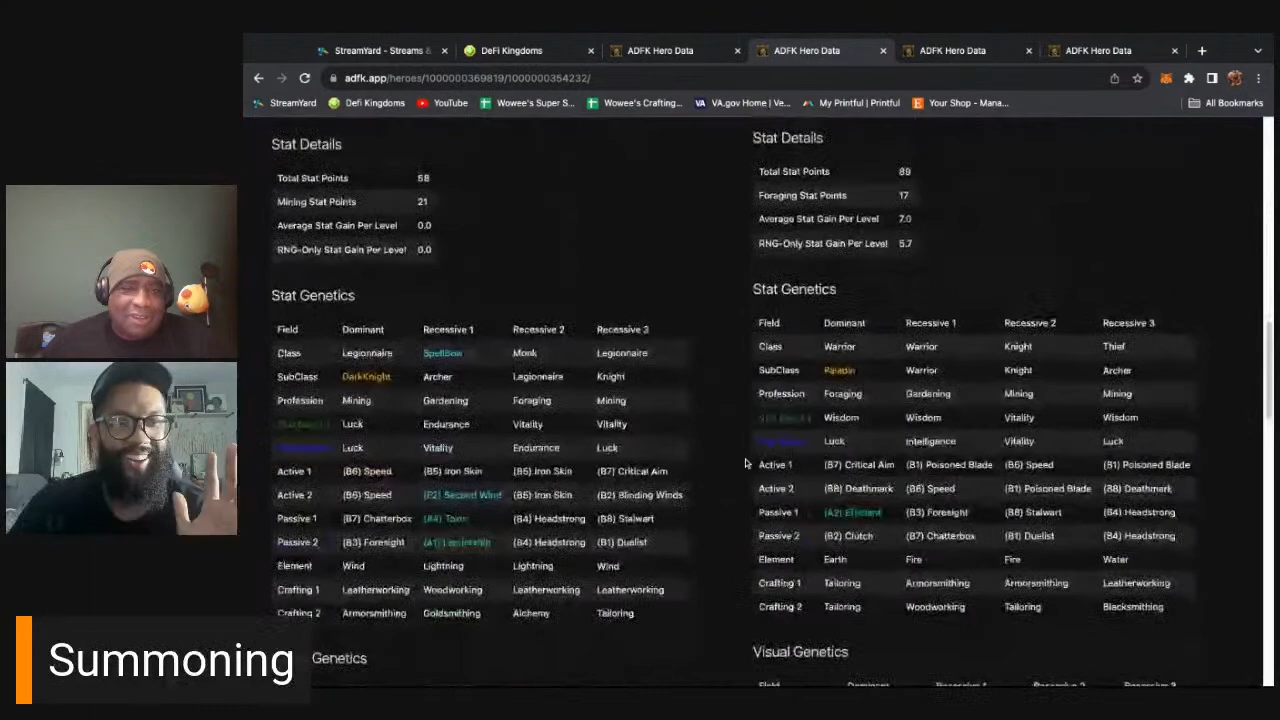 StreamYard - Streams &
DeFi Kingdoms
ADFK Hero Data
ADFK Hero Data
ADFK Hero Data
ADFK Hero Data
adfk.app/heroes/1000000369819/1000000354232/
StreamYard
Defi Kingdoms
YouTube
Wowee's Super S...
Wowee's Crafting...
VA.gov Home | Ve...
My Printful | Printful
Your Shop - Mana...
All Bookmarks
Stat Details
Total Stat Points 58
Mining Stat Points 21
Average Stat Gain Per Level 0.0
RNG-Only Stat Gain Per Level 0.0
Stat Genetics
Field Dominant Recessive 1 Recessive 2 Recessive 3
Class Legionnaire SpellBow Monk Legionnaire
SubClass DarkKnight Archer Legionnaire Knight
Profession Mining Gardening Foraging Mining
Luck Endurance Vitality Vitality
Luck Vitality Endurance Luck
Active 1 (B6) Speed (B5) Iron Skin (B5) Iron Skin (B7) Critical Aim
Active 2 (B6) Speed (B2) Second Wind (B5) Iron Skin (B2) Blinding Winds
Passive 1 (B7) Chatterbox (B4) Headstrong (B8) Stalwart
Passive 2 (B3) Foresight (A1) Leadership (B4) Headstrong (B1) Duelist
Element Wind Lightning Lightning Wind
Crafting 1 Leatherworking Woodworking Leatherworking Leatherworking
Crafting 2 Armorsmithing Goldsmithing Alchemy Tailoring
Genetics
Stat Details
Total Stat Points 89
Foraging Stat Points 17
Average Stat Gain Per Level 7.0
RNG-Only Stat Gain Per Level 5.7
Stat Genetics
Field Dominant Recessive 1 Recessive 2 Recessive 3
Class Warrior Warrior Knight Thief
SubClass Paladin Warrior Knight Archer
Profession Foraging Gardening Mining Mining
Wisdom Wisdom Vitality Wisdom
Luck Intelligence Vitality Luck
Active 1 (B7) Critical Aim (B1) Poisoned Blade (B6) Speed (B1) Poisoned Blade
Active 2 (B8) Deathmark (B6) Speed (B1) Poisoned Blade (B8) Deathmark
Passive 1 (A2) Efficient (B3) Foresight (B8) Stalwart (B4) Headstrong
Passive 2 (B2) Clutch (B7) Chatterbox (B1) Duelist (B4) Headstrong
Element Earth Fire Fire Water
Crafting 1 Tailoring Armorsmithing Armorsmithing Leatherworking
Crafting 2 Tailoring Woodworking Tailoring Blacksmithing
Visual Genetics
Field Dominant Recessive 1 Recessive 2 Recessive 3
Summoning